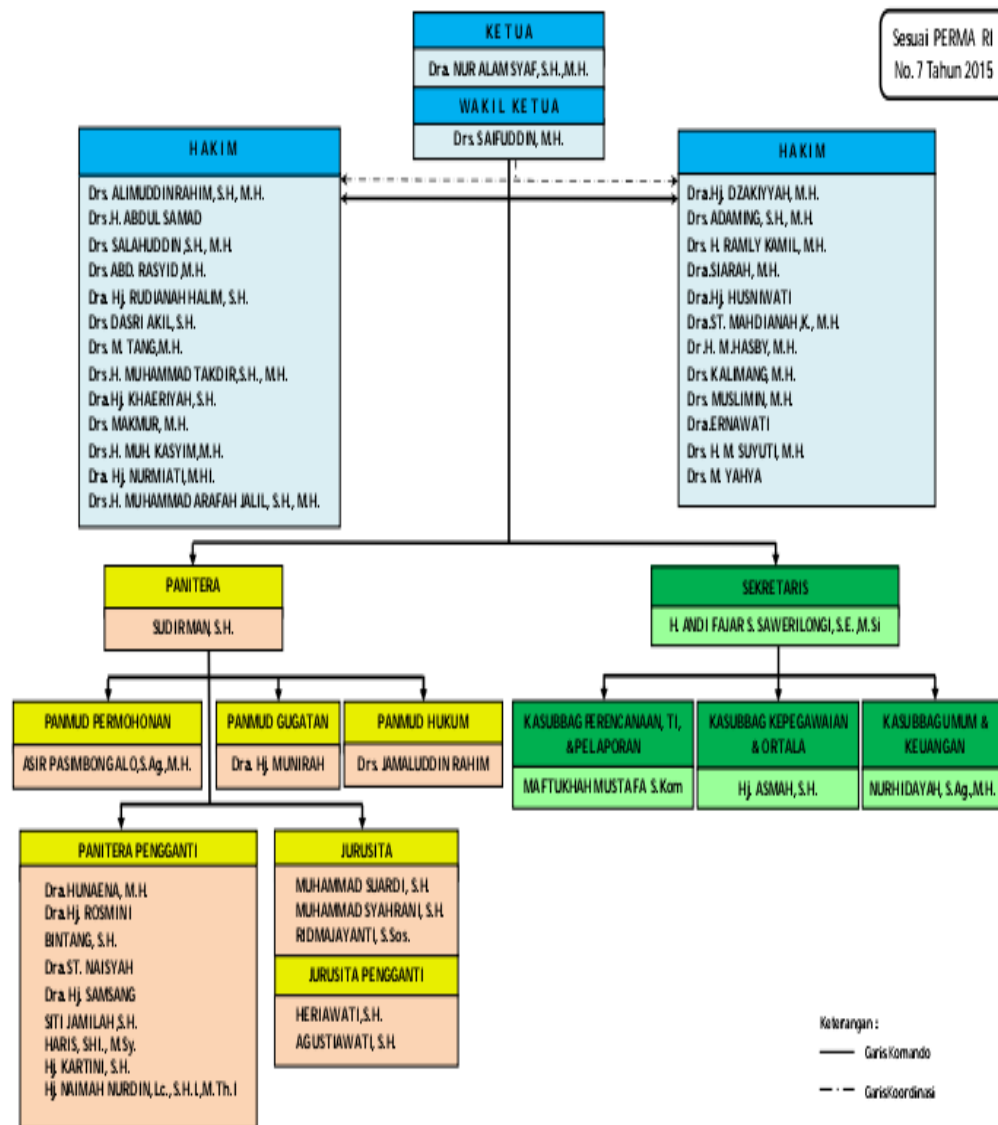 KETUA
Dra. NUR ALAM SYAF, S.H., M.H.
WAKIL KETUA
Drs. SAIFUDDIN, M.H.
Sesuai PERMA RI
No. 7 Tahun 2015
HAKIM
Drs. ALIMUDDIN RAHIM, S.H, M.H.
Drs.H. ABDUL SAMAD
Drs. SALAHUDDIN,S.H., M.H.
Drs. ABD. RASYID,M.H.
Dra. Hj. RUDIANAH HALIM, S.H.
Drs. DASRI AKIL, S.H.
Drs. M. TANG,M.H.
Drs.H. MUHAMMAD TAKDIR,S.H., M.H.
Dra.Hj. KHAERIYAH, S.H.
Drs. MAKMUR, M.H.
Drs.H. MUH. KASYIM,M.H.
Dra. Hj. NURMIATI,MHI.
Drs.H. MUHAMMAD ARAFAH JALIL, S.H., M.H.
HAKIM
Dra.Hj. DZAKIYYAH, M.H.
Drs. ADAMING, S.H., M.H.
Drs. H. RAMLY KAMIL, M.H.
Dra.SIARAH, M.H.
Dra.Hj. HUSNIWATI
Dra.ST. MAHDIANAH,K., M.H.
Dr.H. M.HASBY, M.H.
Drs. KALIMANG, M.H.
Drs. MUSLIMIN, M.H.
Dra.ERNAWATI
Drs. H. M. SUYUTI, M.H.
Drs. M. YAHYA
PANITERA
SUDIRMAN, S.H.
SEKRETARIS
H. ANDI FAJAR S. SAWERILONGI, S.E.,M.Si
PANMUD PERMOHONAN
ASIR PASIMBONG ALO,S.Ag.,M.H.
PANMUD GUGATAN
Dra. Hj. MUNIRAH
PANMUD HUKUM
Drs. JAMALUDDIN RAHIM
KASUBBAG PERENCANAAN, TI,
&PELAPORAN
MAFTUKHAH MUSTAFA S.Kom
KASUBBAG KEPEGAWAIAN
& ORTALA
Hj. ASMAH, S.H.
KASUBBAG UMUM &
KEUANGAN
NURHIDAYAH, S.Ag.,M.H.
PANITERA PENGGANTI
Dra.HUNAENA, M.H.
Dra.Hj. ROSMINI
BINTANG, S.H.
Dra.ST. NAISYAH
Dra. Hj. SAMSANG
SITI JAMILAH,S.H.
HARIS, SHI., M.Sy.
Hj. KARTINI, S.H.
Hj. NAIMAH NURDIN, Lc., S.H.I,M.Th.I
JURUSITA
MUHAMMAD SUARDI, S.H.
MUHAMMAD SYAHRANI, S.H.
RIDMAJAYANTI, S.Sos.
JURUSITA PENGGANTI
HERIAWATI,S.H.
AGUSTIAWATI, S.H.
Keterangan :
Garis Komando
Garis Koordinasi